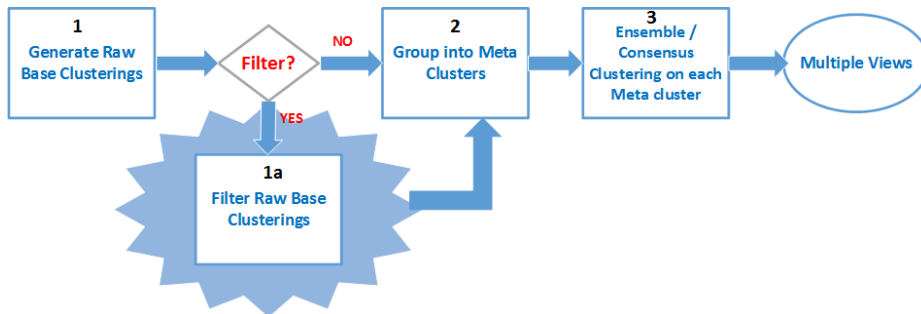 1
Generate Raw
Base Clusterings
Filter?
NO
YES
1a
Filter Raw Base
Clusterings
2
Group into Meta
Clusters
3
Ensemble /
Consensus
Clustering on each
Meta cluster
Multiple Views